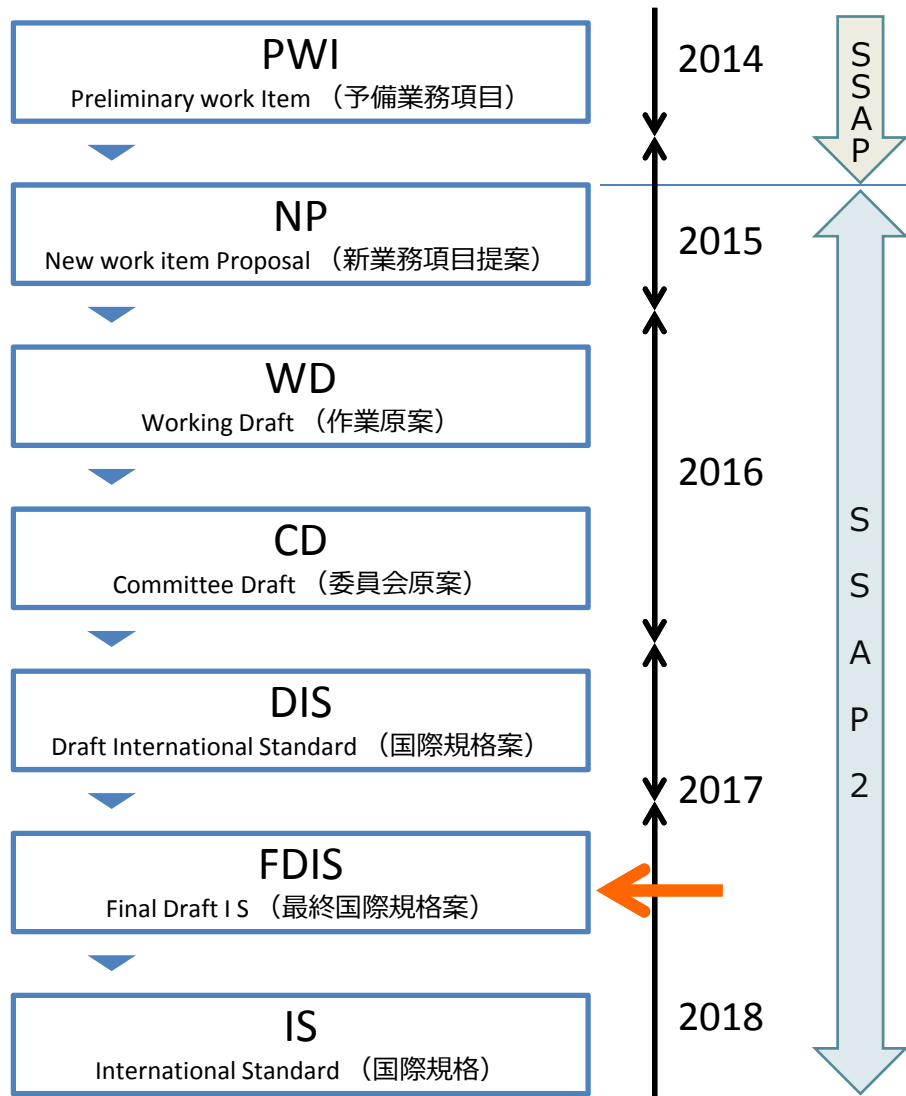 PWI
Preliminary work Item （予備業務項目）
NP
New work item Proposal （新業務項目提案）
WD
Working Draft （作業原案）
CD
Committee Draft （委員会原案）
DIS
Draft International Standard （国際規格案）
FDIS
Final Draft I S （最終国際規格案）
IS
International Standard （国際規格）
2014
2015
2016
2017
2018
SSAP
SSAP2